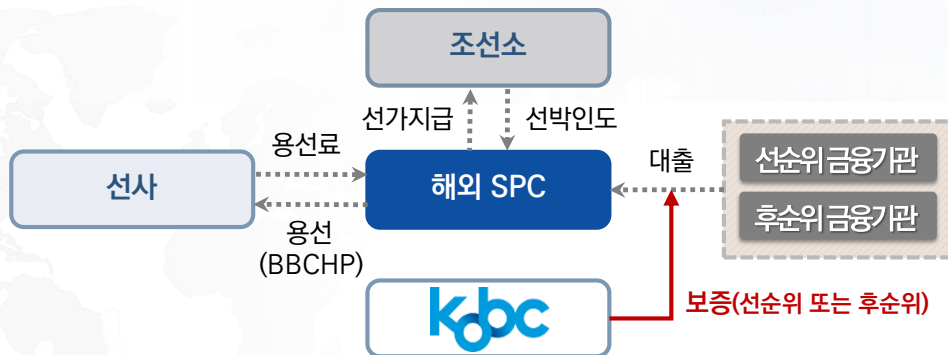 조선소
선가지급
선박인도
용선료
대출
선순위 금융기관
선사
해외 SPC
후순위 금융기관
용선
(BBCHP)
kobc
보증(선순위 또는 후순위)